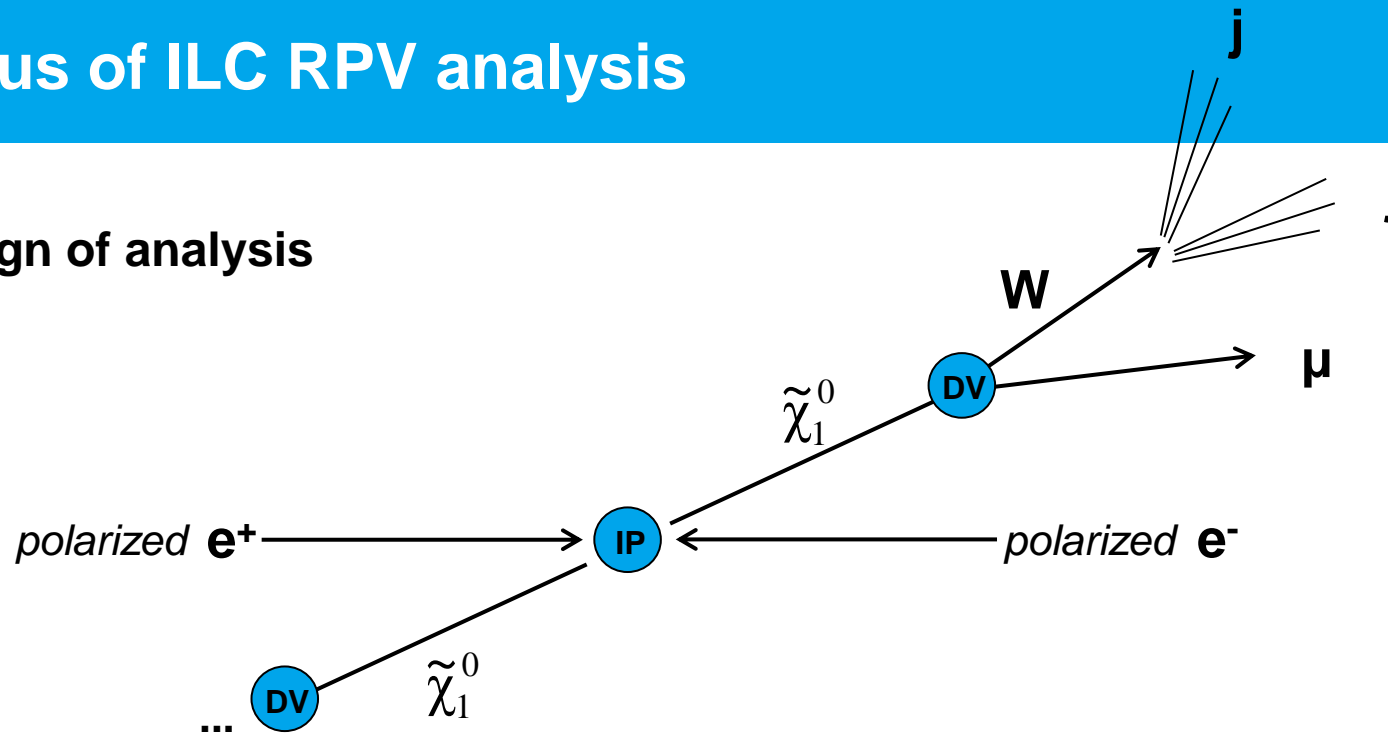 j
us of ILC RPV analysis
gn of analysis
W
μ
DV
χ̃₁⁰
polarized e⁺
IP
polarized e⁻
χ̃₁⁰
DV
...